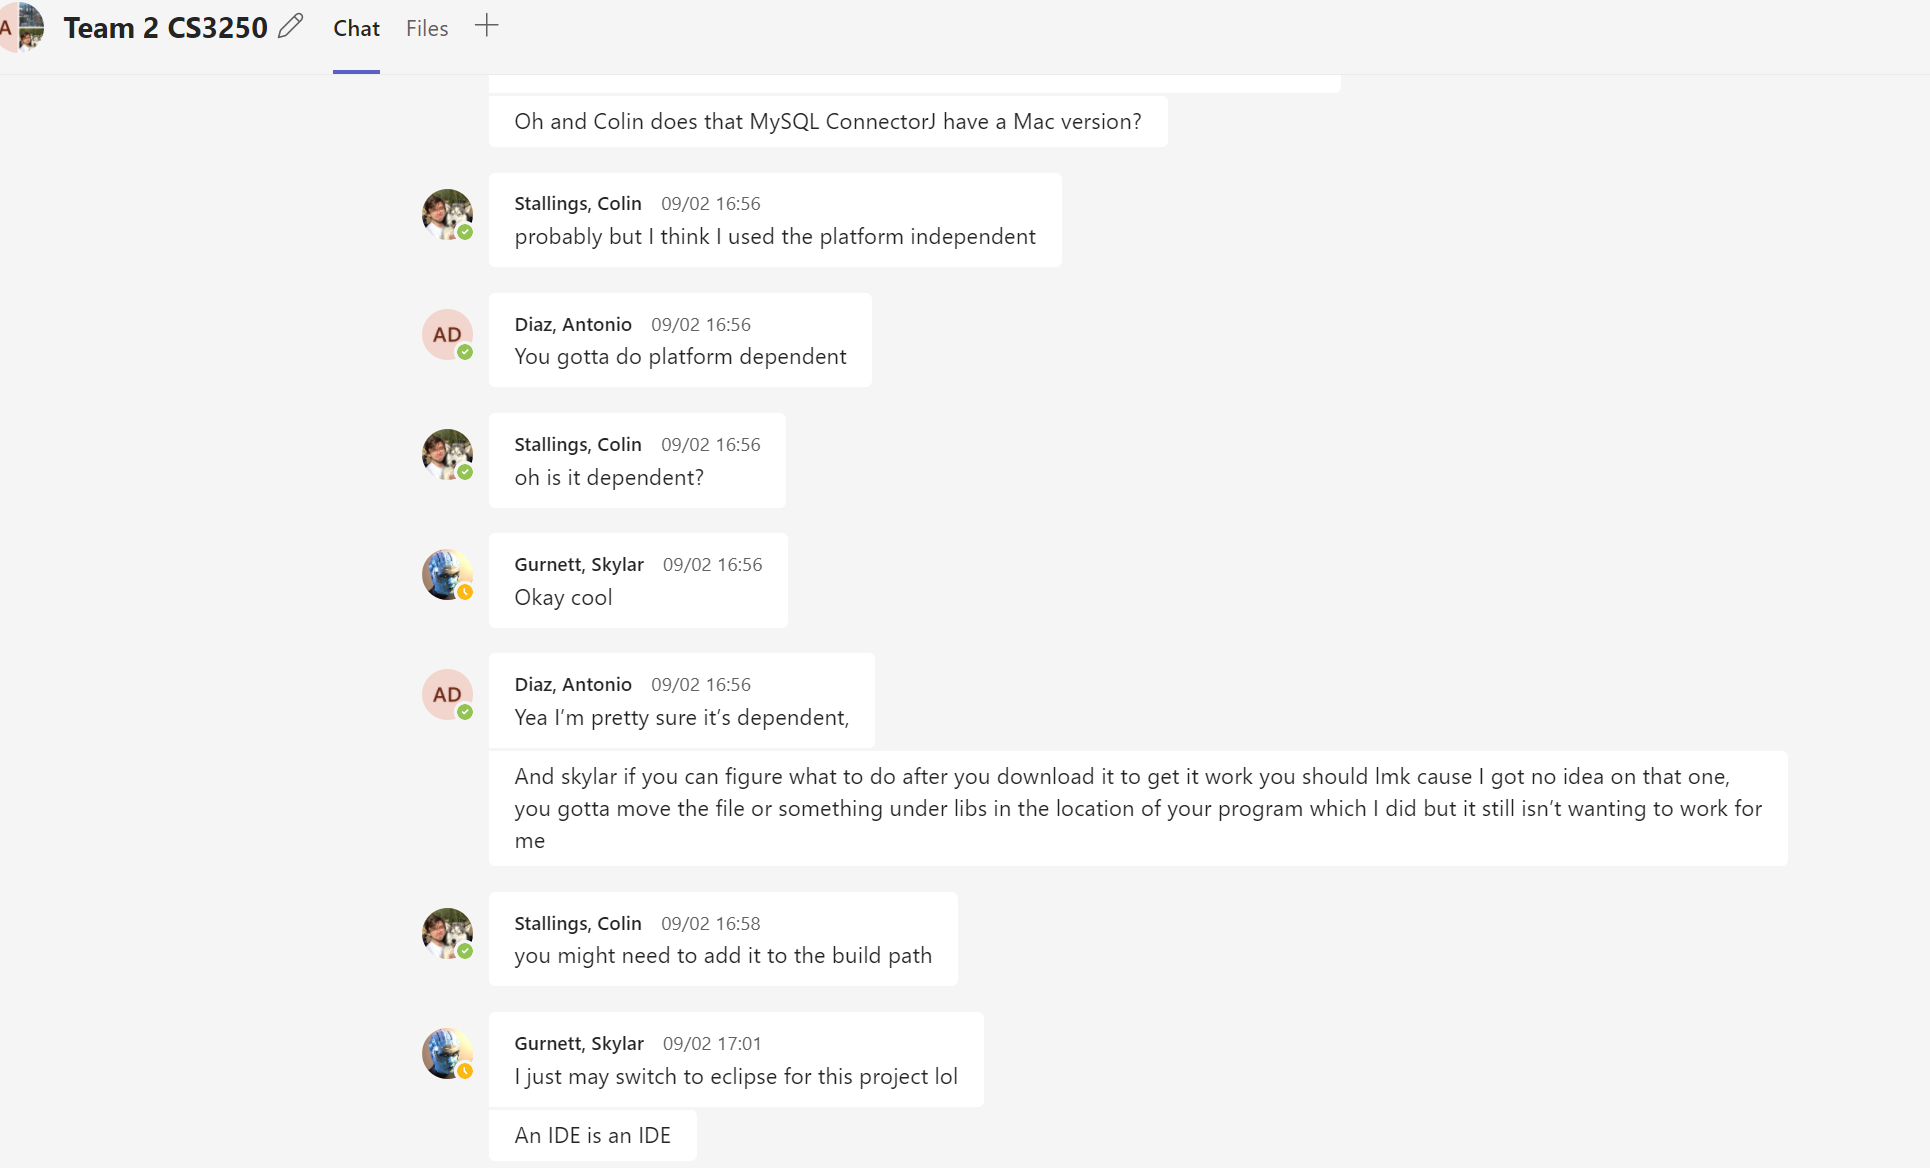 A
Team 2 CS3250
Chat
Files
Oh and Colin does that MySQL ConnectorJ have a Mac version?
Stallings, Colin 09/02 16:56
probably but I think I used the platform independent
AD
Diaz, Antonio 09/02 16:56
You gotta do platform dependent
Stallings, Colin 09/02 16:56
oh is it dependent?
Gurnett, Skylar 09/02 16:56
Okay cool
AD
Diaz, Antonio 09/02 16:56
Yea I’m pretty sure it’s dependent,
And skylar if you can figure what to do after you download it to get it work you should lmk cause I got no idea on that one,
you gotta move the file or something under libs in the location of your program which I did but it still isn’t wanting to work for
me
Stallings, Colin 09/02 16:58
you might need to add it to the build path
Gurnett, Skylar 09/02 17:01
I just may switch to eclipse for this project lol
An IDE is an IDE